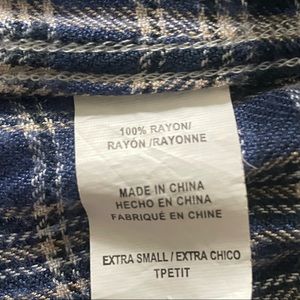 100% RAYON/
RAYÓN /RAYONNE
MADE IN CHINA
HECHO EN CHINA
FABRIQUÉ EN CHINE
EXTRA SMALL / EXTRA CHICO
TPETIT